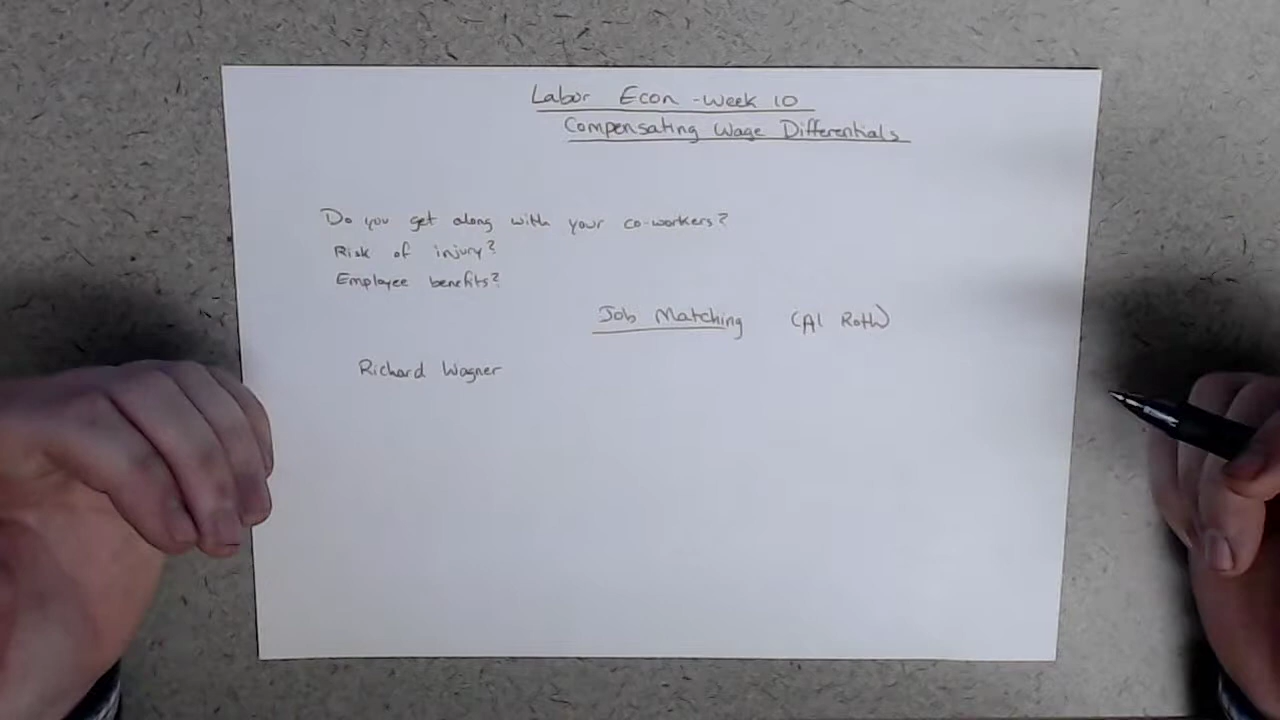 Labor Econ - Week 10
Compensating Wage Differentials
Do you get along with your co-workers?
Risk of injury?
Employee benefits?
Job Matching (Al Roth)
Richard Wagner